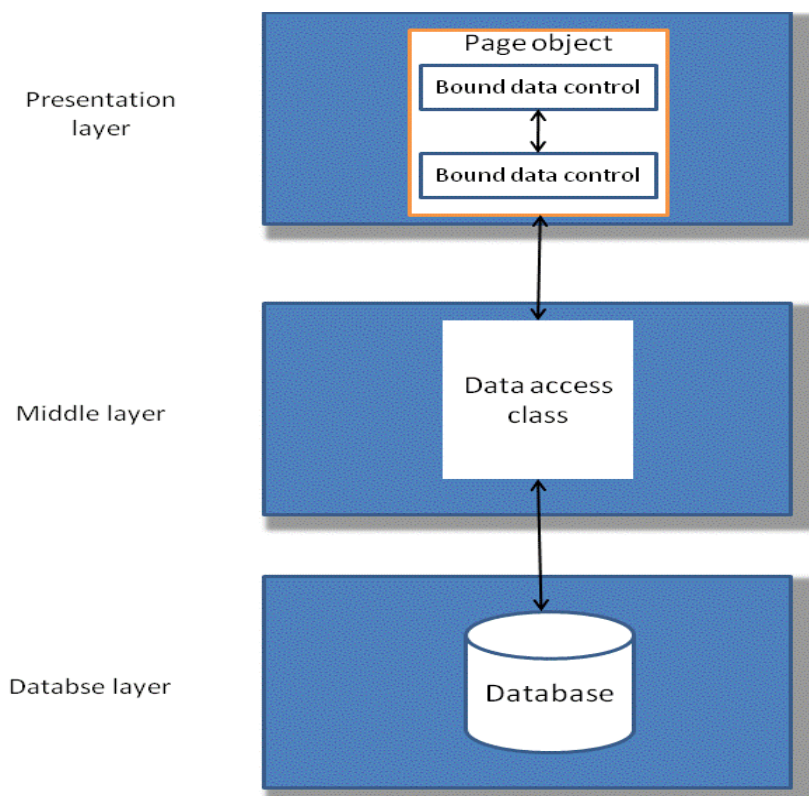 Presentation
layer
Page object
Bound data control
Bound data control
Middle layer
Data access
class
Databse layer
Database